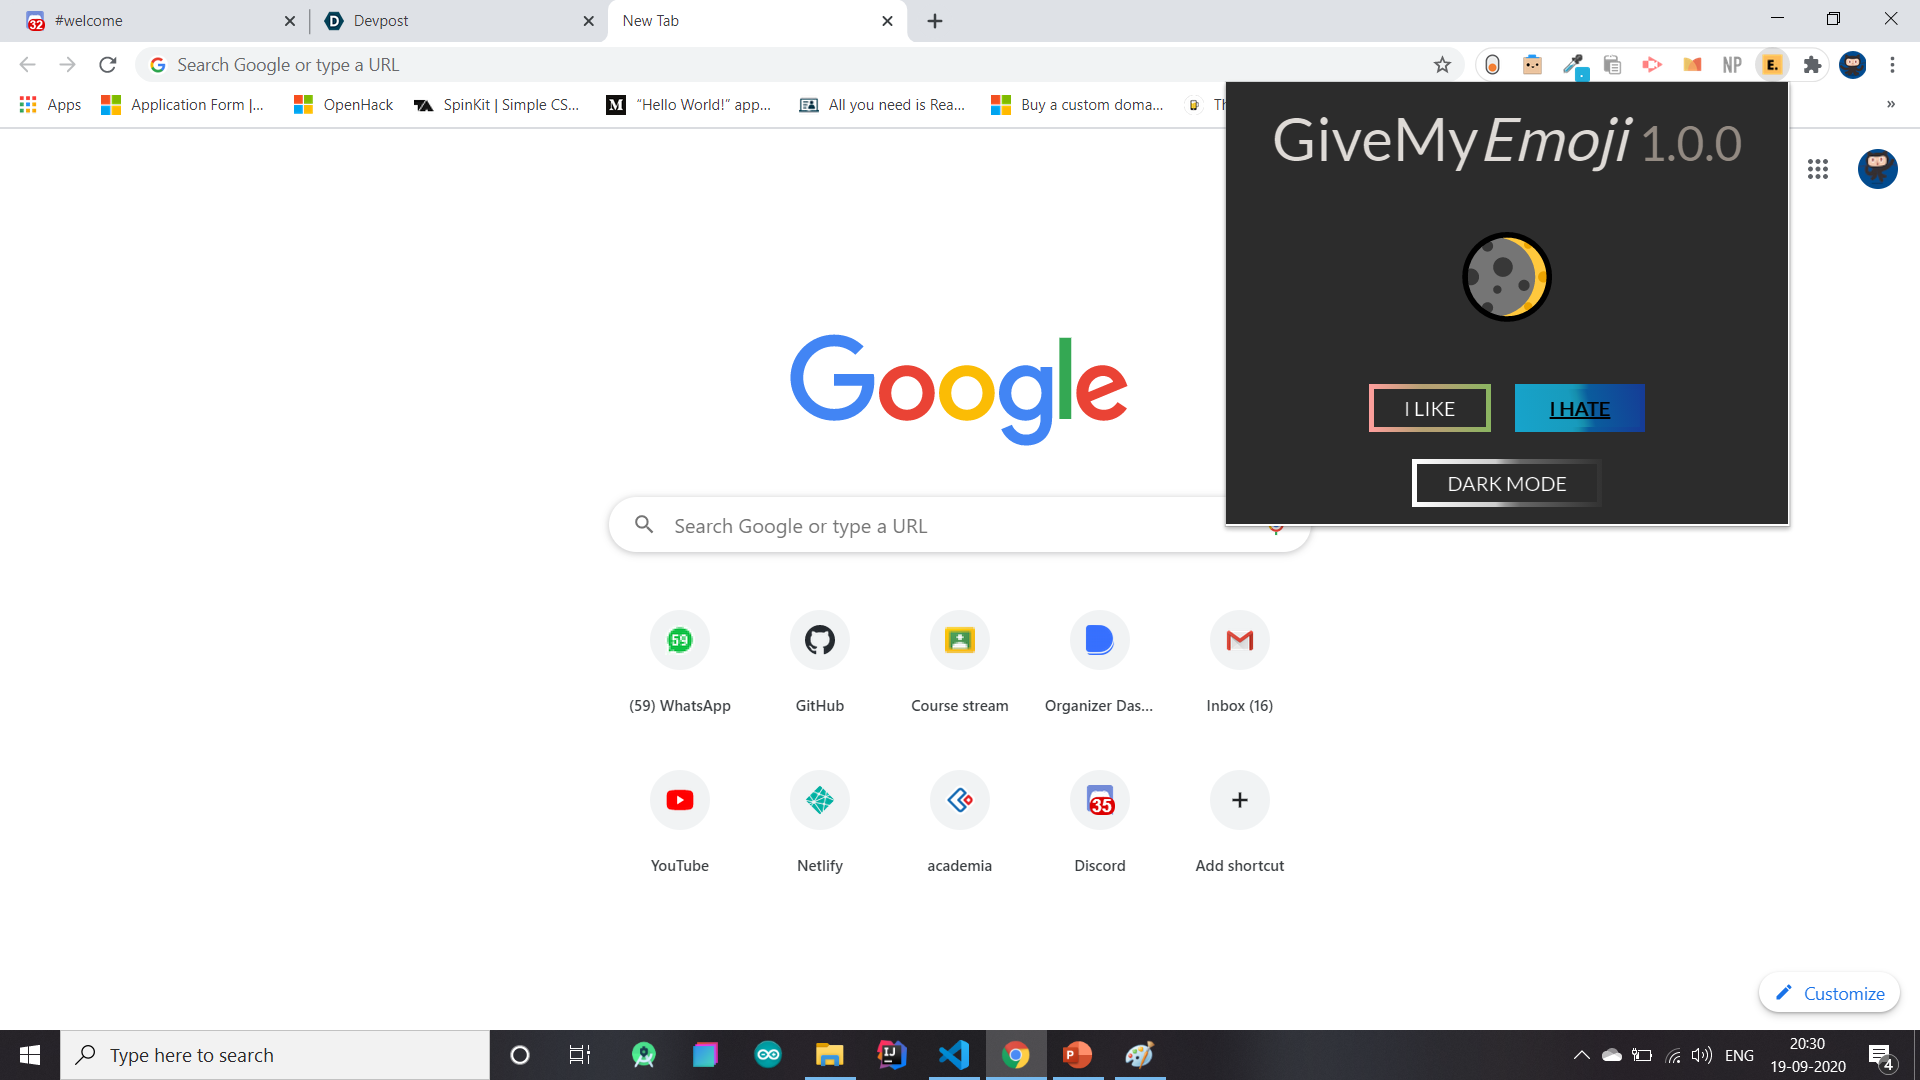 #welcome
Devpost
New Tab
Search Google or type a URL
NP
E.
Apps
Application Form |...
OpenHack
SpinKit | Simple CS...
M
“Hello World!” app...
All you need is Rea...
Buy a custom doma...
Th
»
GiveMyEmoji 1.0.0
I LIKE
I HATE
DARK MODE
Google
Search Google or type a URL
(59) WhatsApp
GitHub
Course stream
Organizer Das...
Inbox (16)
YouTube
Netlify
academia
35
Discord
Add shortcut
Customize
Type here to search
ENG
20:30
19-09-2020
4